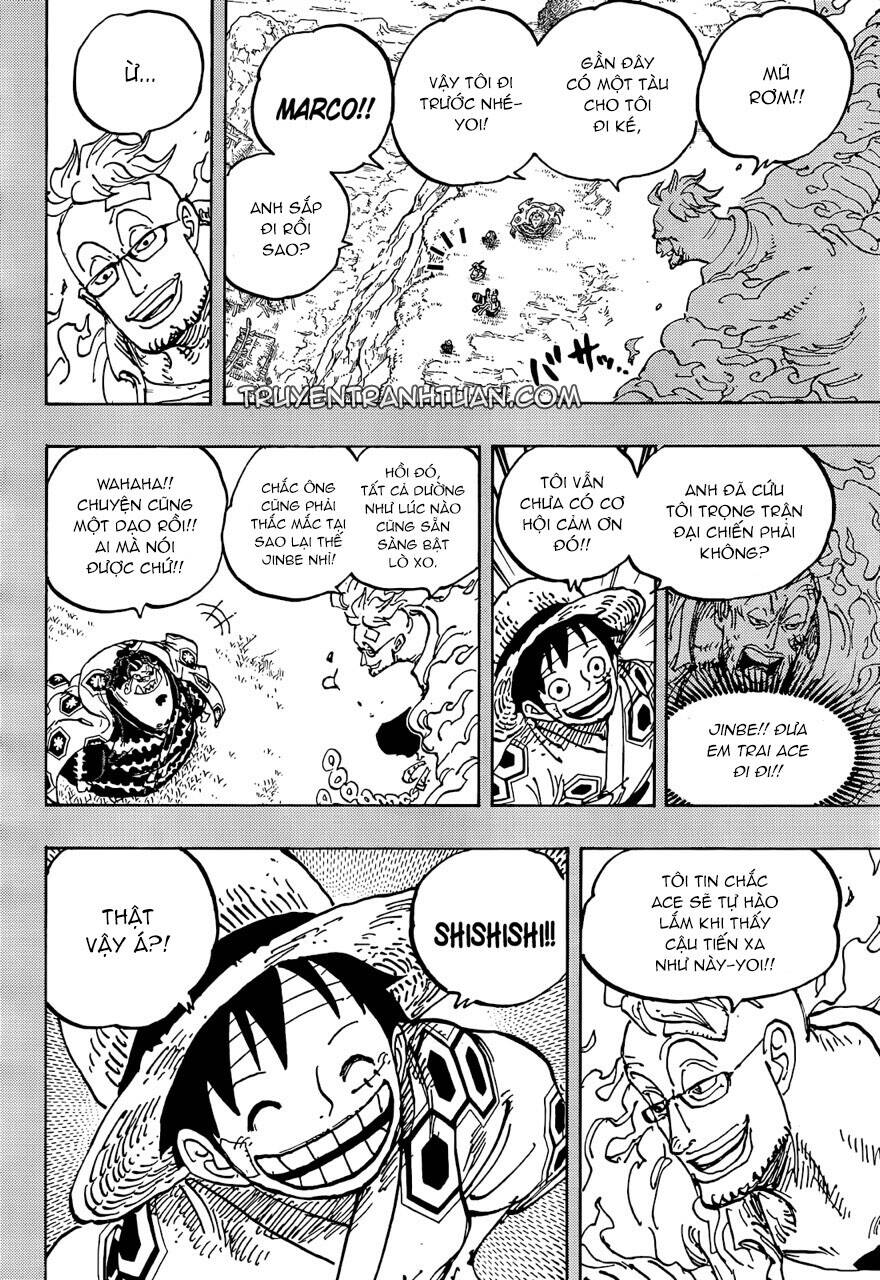 MŨ
RƠM!!
GẦN ĐÂY
CÓ MỘT TÀU
CHO TÔI
ĐI KÉ,
VẬY TÔI ĐI
TRƯỚC NHÉ-
YOI!
MARCO!!
ANH SẮP
ĐI RỒI
SAO?
バサッ..
Ừ...
TRUYENTRANHTUAN.COM
ANH ĐÃ CỨU
TÔI TRỌNG TRẬN
ĐẠI CHIẾN PHẢI
KHÔNG?
JINBE!! ĐƯA
EM TRAI ACE
ĐI ĐI!!
TÔI VẪN
CHƯA CÓ CƠ
HỘI CẢM ƠN
ĐÓ!!
HỒI ĐÓ,
TẤT CẢ DƯỜNG
NHƯ LÚC NÀO
CŨNG SẴN
SÀNG BẬT
LÒ XO.
CHẮC ÔNG
CŨNG PHẢI
THẮC MẮC TẠI
SAO LẠI THẾ
JINBE NHỈ!
WAHAHA!!
CHUYỆN CŨNG
MỘT DẠO RỒI!!
AI MÀ NÓI
ĐƯỢC CHỨ!!
TÔI TIN CHẮC
ACE SẼ TỰ HÀO
LẮM KHI THẤY
CẬU TIẾN XA
NHƯ NÀY-YOI!!
SHISHISHI!!
THẬT
VẬY Á?!